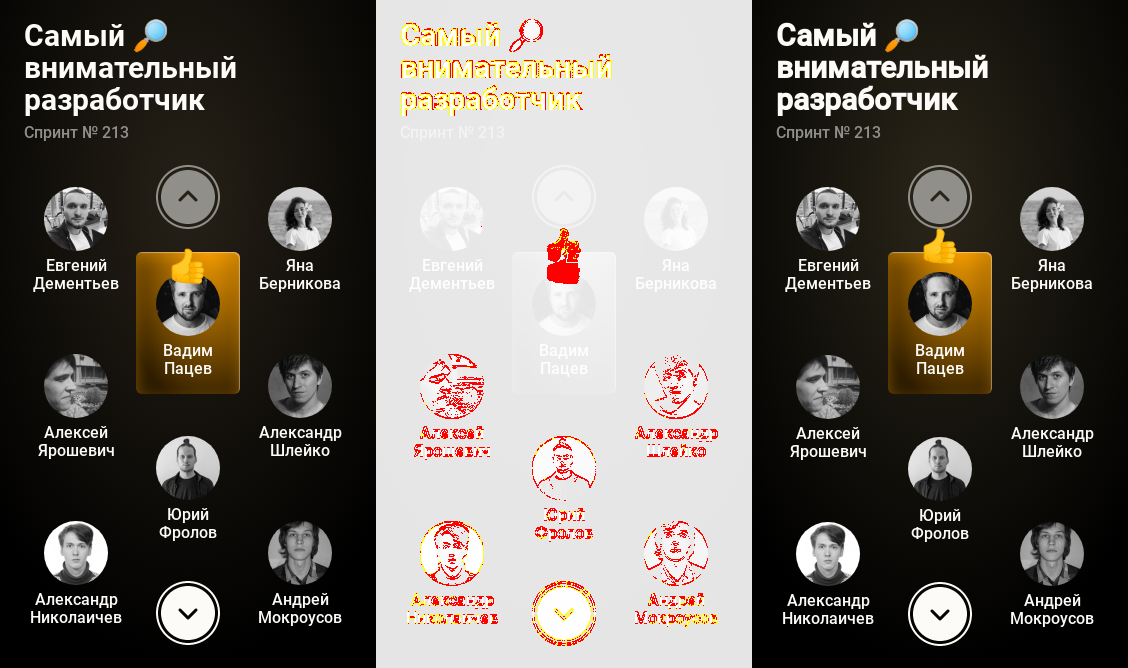 Самый 🔎
внимательный
разработчик
Спринт № 213
Евгений
Дементьев
Яна
Берникова
Вадим
Пацев
Алексей
Ярошевич
Александр
Шлейко
Юрий
Фролов
Александр
Николаичев
Андрей
Мокроусов
Самый 🔎
внимательный
разработчик
Спринт № 213
Евгений
Дементьев
Яна
Берникова
Вадим
Пацев
Алексей
Ярошевич
Александр
Шлейко
Юрий
Фролов
Александр
Николаичев
Андрей
Мокроусов
Самый 🔎
внимательный
разработчик
Спринт № 213
Евгений
Дементьев
Яна
Берникова
Вадим
Пацев
Алексей
Ярошевич
Александр
Шлейко
Юрий
Фролов
Александр
Николаичев
Андрей
Мокроусов